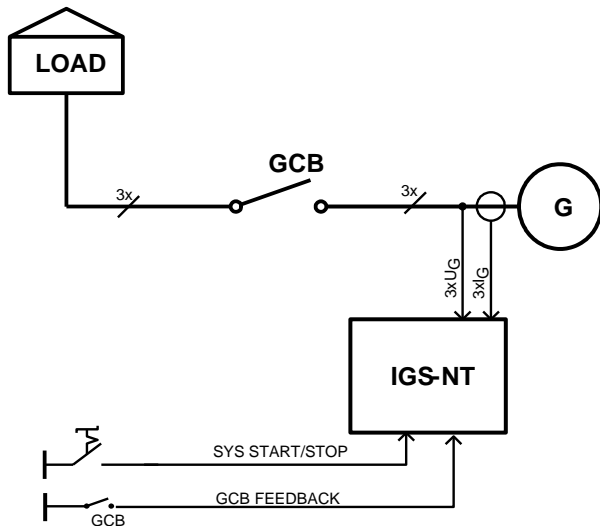 LOAD
GCB
3x
3x
G
3xUG
3xIG
IGS-NT
SYS START/STOP
GCB FEEDBACK
GCB